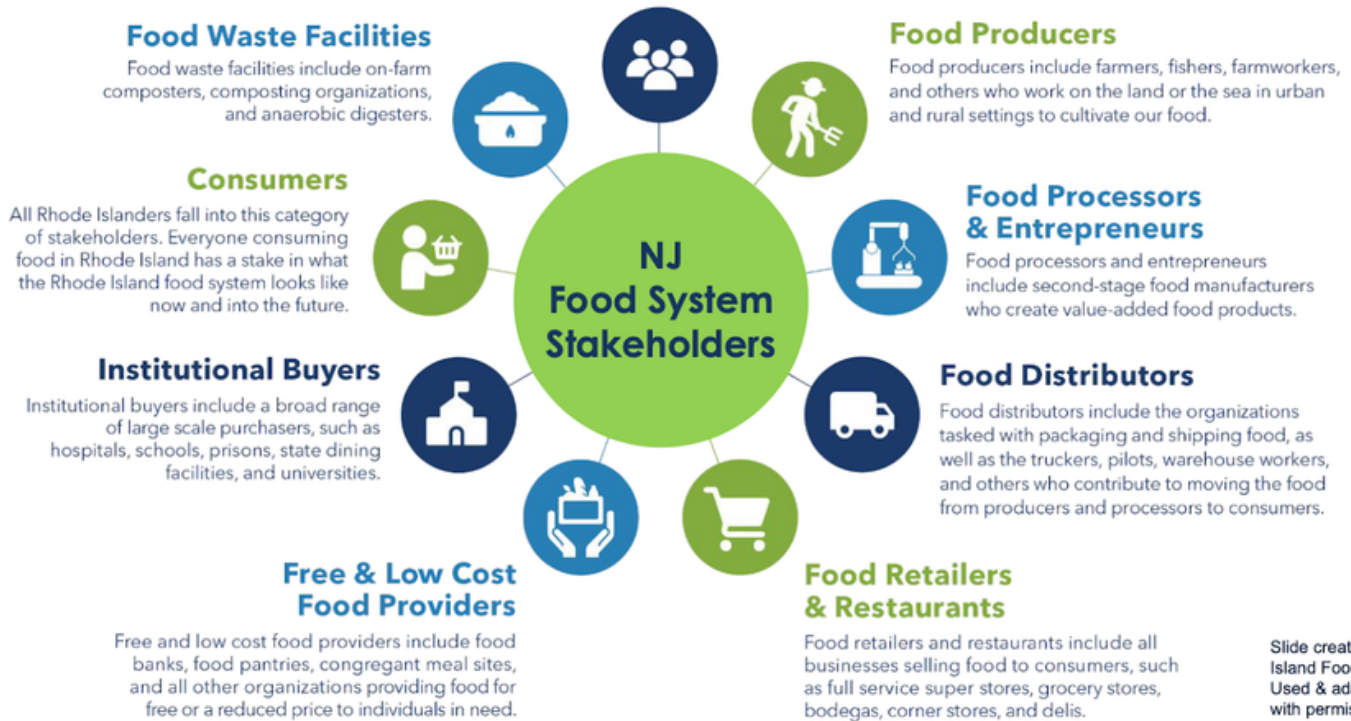 Food Waste Facilities
Food waste facilities include on-farm
composters, composting organizations,
and anaerobic digesters.
Consumers
All Rhode Islanders fall into this category
of stakeholders. Everyone consuming
food in Rhode Island has a stake in what
the Rhode Island food system looks like
now and into the future.
Institutional Buyers
Institutional buyers include a broad range
of large scale purchasers, such as
hospitals, schools, prisons, state dining
facilities, and universities.
Free & Low Cost
Food Providers
Free and low cost food providers include food
banks, food pantries, congregant meal sites,
and all other organizations providing food for
free or a reduced price to individuals in need.
NJ
Food System
Stakeholders
Food Producers
Food producers include farmers, fishers, farmworkers,
and others who work on the land or the sea in urban
and rural settings to cultivate our food.
Food Processors
& Entrepreneurs
Food processors and entrepreneurs
include second-stage food manufacturers
who create value-added food products.
Food Distributors
Food distributors include the organizations
tasked with packaging and shipping food, as
well as the truckers, pilots, warehouse workers,
and others who contribute to moving the food
from producers and processors to consumers.
Food Retailers
& Restaurants
Food retailers and restaurants include all
businesses selling food to consumers, such
as full service super stores, grocery stores,
bodegas, corner stores, and delis.
Slide
Island
Used &
with